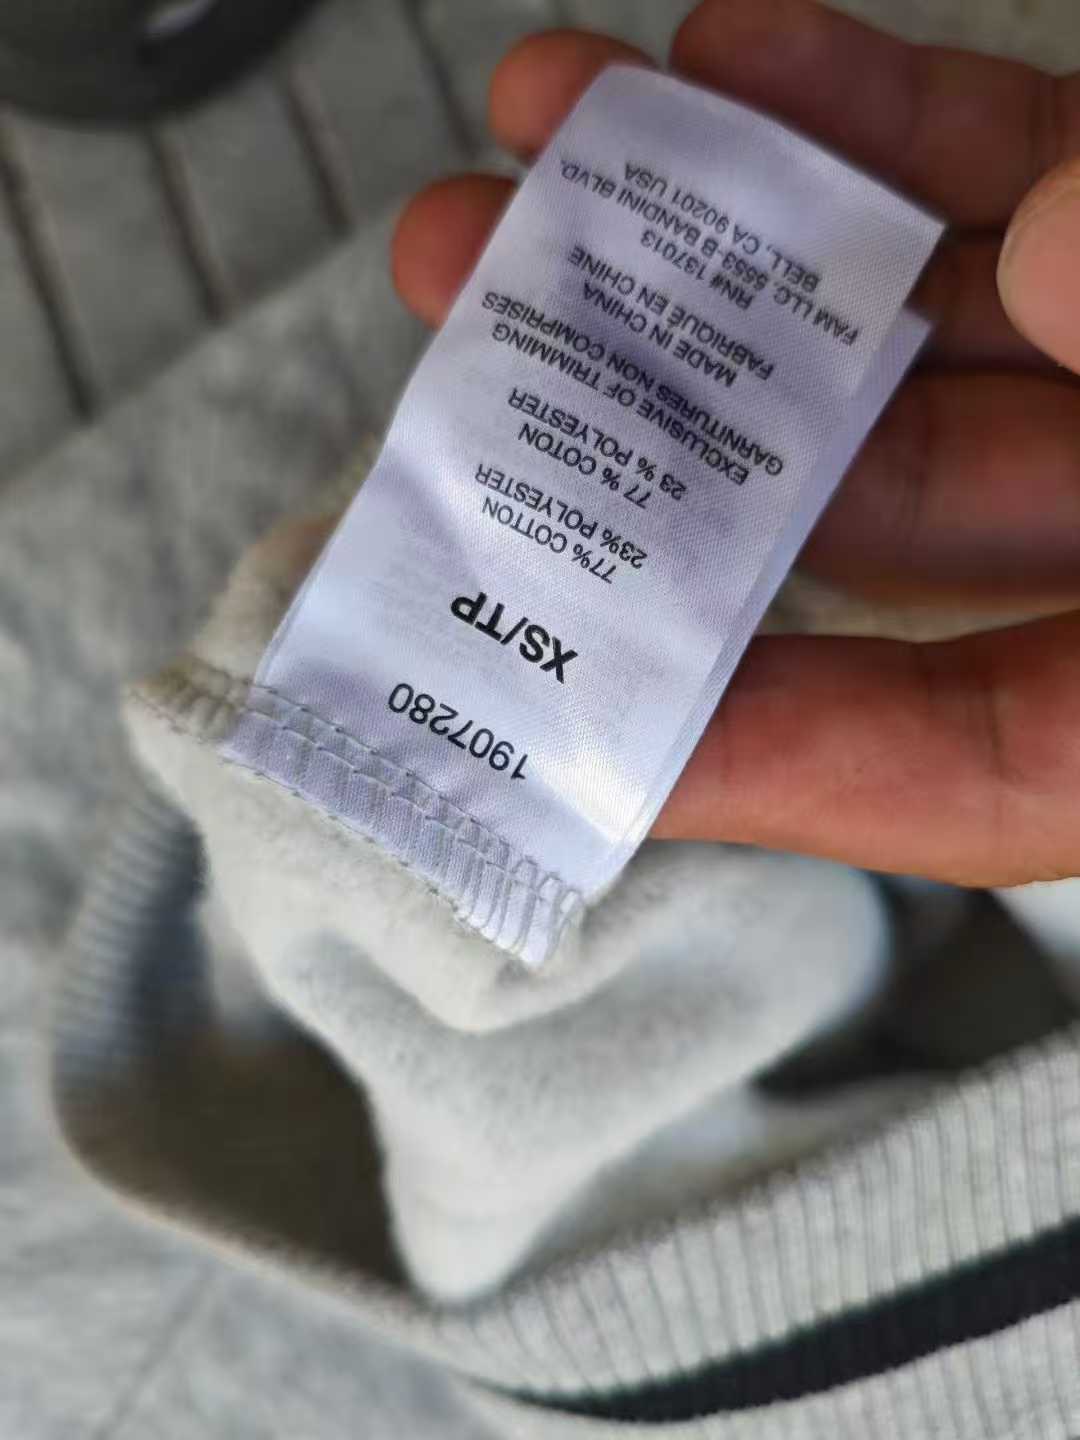 1907280
XS/TP
77% COTTON
23% POLYESTER
77 % COTON
23 % POLYESTER
EXCLUSIVE OF TRIMMING
GARNITURES NON COMPRISES
MADE IN CHINA
FABRIQUE EN CHINE
RN# 137013
FAM LLC, 5553-B BANDINI BLVD.
BELL, CA 90201 USA